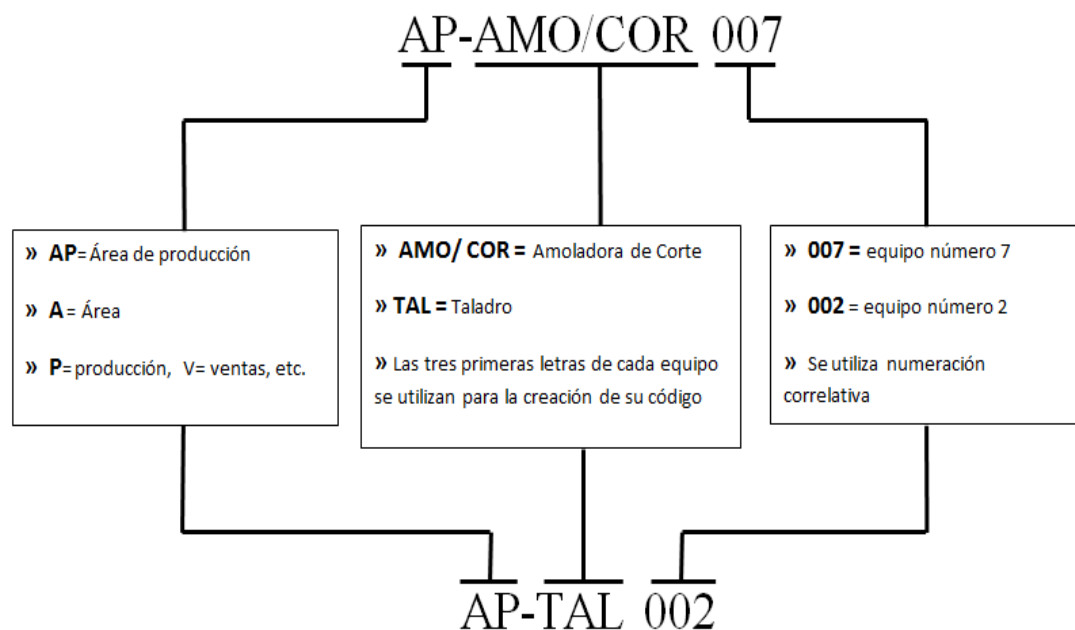 AP-AMO/COR 007
» AP= Área de producción
» A= Área
» P= producción, V= ventas, etc.
» AMO/ COR = Amoladora de Corte
» TAL = Taladro
» Las tres primeras letras de cada equipo
se utilizan para la creación de su código
» 007 = equipo número 7
» 002 = equipo número 2
» Se utiliza numeración
correlativa
AP-TAL 002